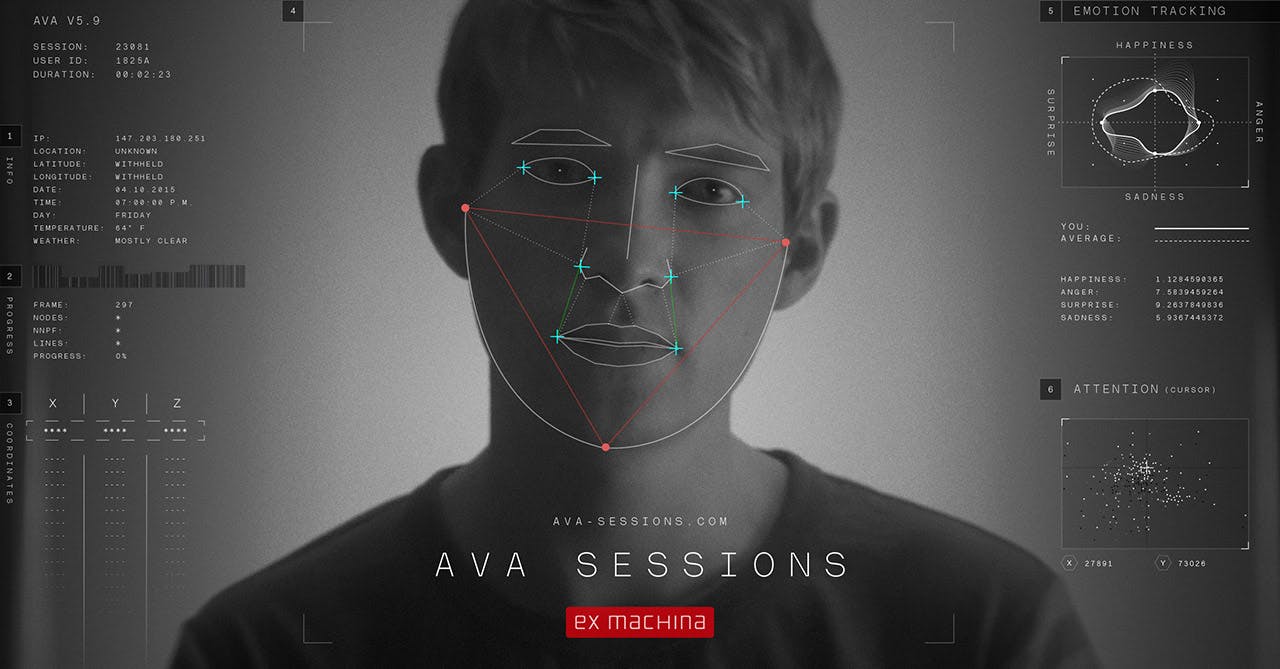 AVA V5.9
SESSION: 23081
USER ID: 1825A
DURATION: 00:02:23
1
INFO
IP: 147.203.180.251
LOCATION: UNKNOWN
LATITUDE: WITHHELD
LONGITUDE: WITHHELD
DATE: 04.10.2015
TIME: 07:00:00 P.M.
DAY: FRIDAY
TEMPERATURE: 64° F
WEATHER: MOSTLY CLEAR
2
PROGRESS
FRAME: 297
NODES: *
NNPF: *
LINES: *
PROGRESS: 0%
3
COORDINATES
X Y Z
**** **** ****
4
AVA-SESSIONS.COM
AVA SESSIONS
ex machina
5 EMOTION TRACKING
HAPPINESS
SURPRISE
ANGER
SADNESS
YOU:
AVERAGE:
HAPPINESS: 1.1284590365
ANGER: 7.5839459264
SURPRISE: 9.2637849836
SADNESS: 5.9367445372
6 ATTENTION (CURSOR)
X 27891 Y 73026